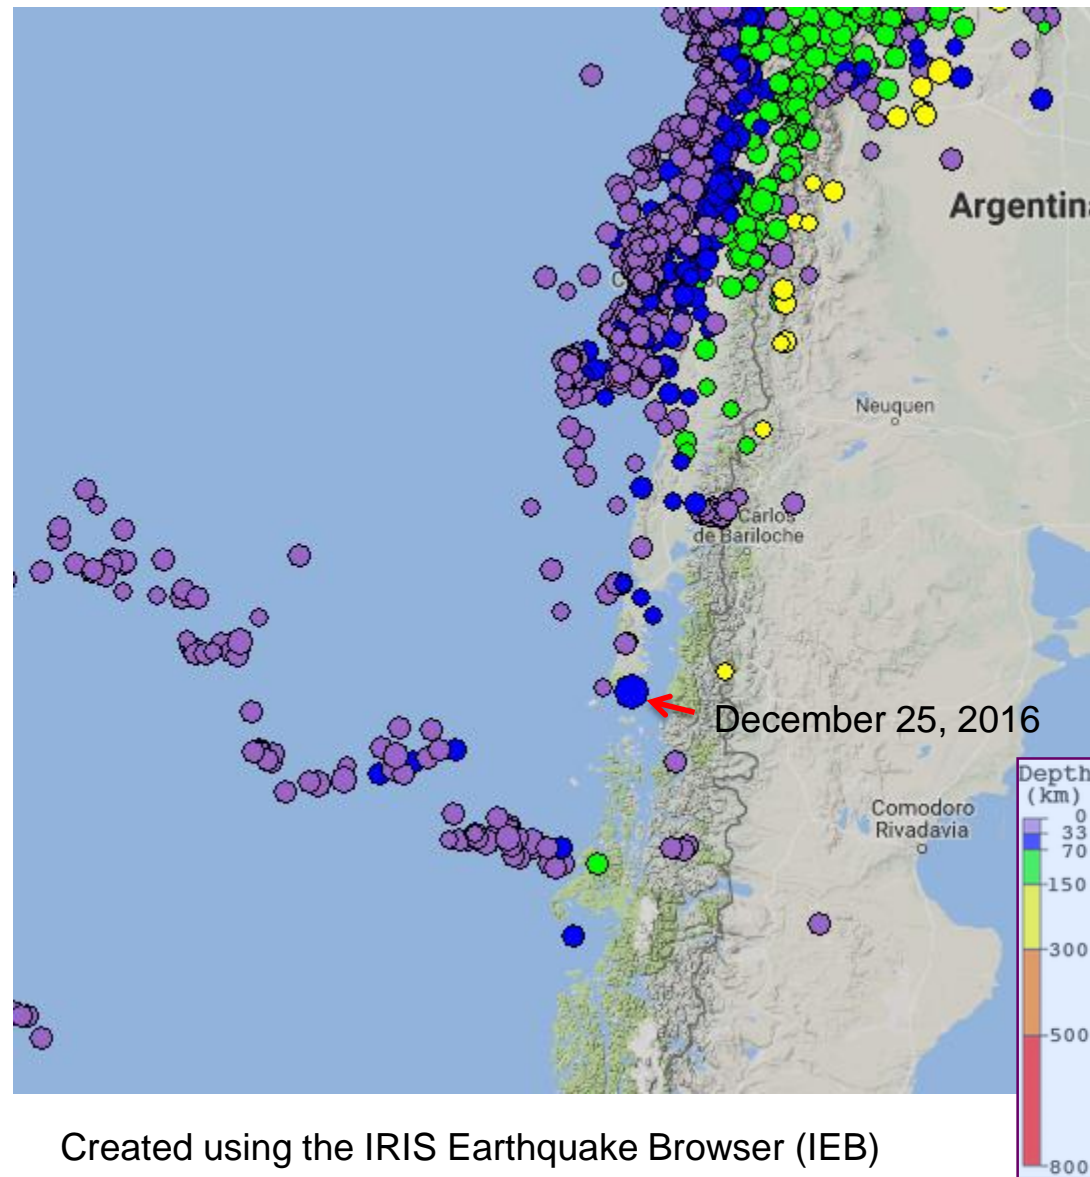 Argentin
Neuquen
Carlos
de Bariloche
December 25, 2016
Comodoro
Rivadavia
Depth
(km)
0
33
70
150
300
500
800
Created using the IRIS Earthquake Browser (IEB)